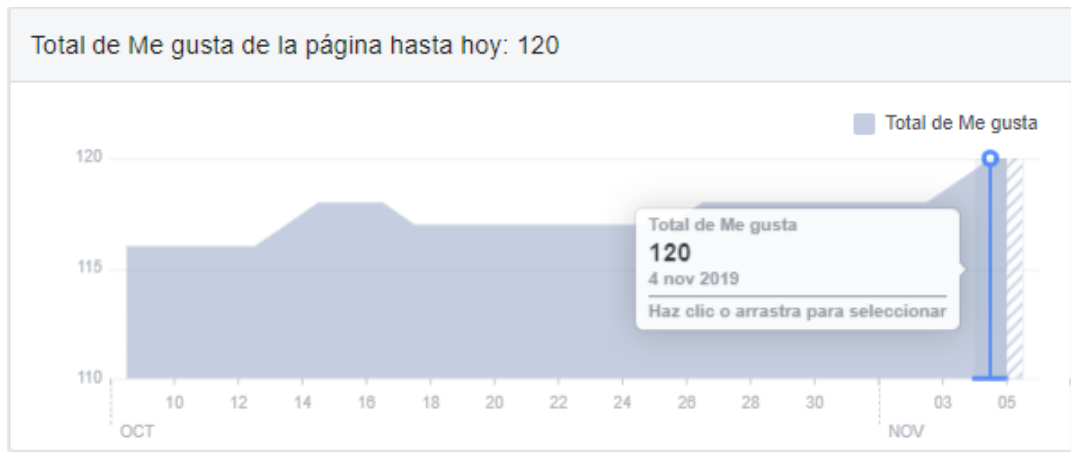 Total de Me gusta de la página hasta hoy: 120
Total de Me gusta
120
115
110
Total de Me gusta
120
4 nov 2019
Haz clic o arrastra para seleccionar
10 12 14 16 18 20 22 24 26 28 30 03 05
OCT NOV